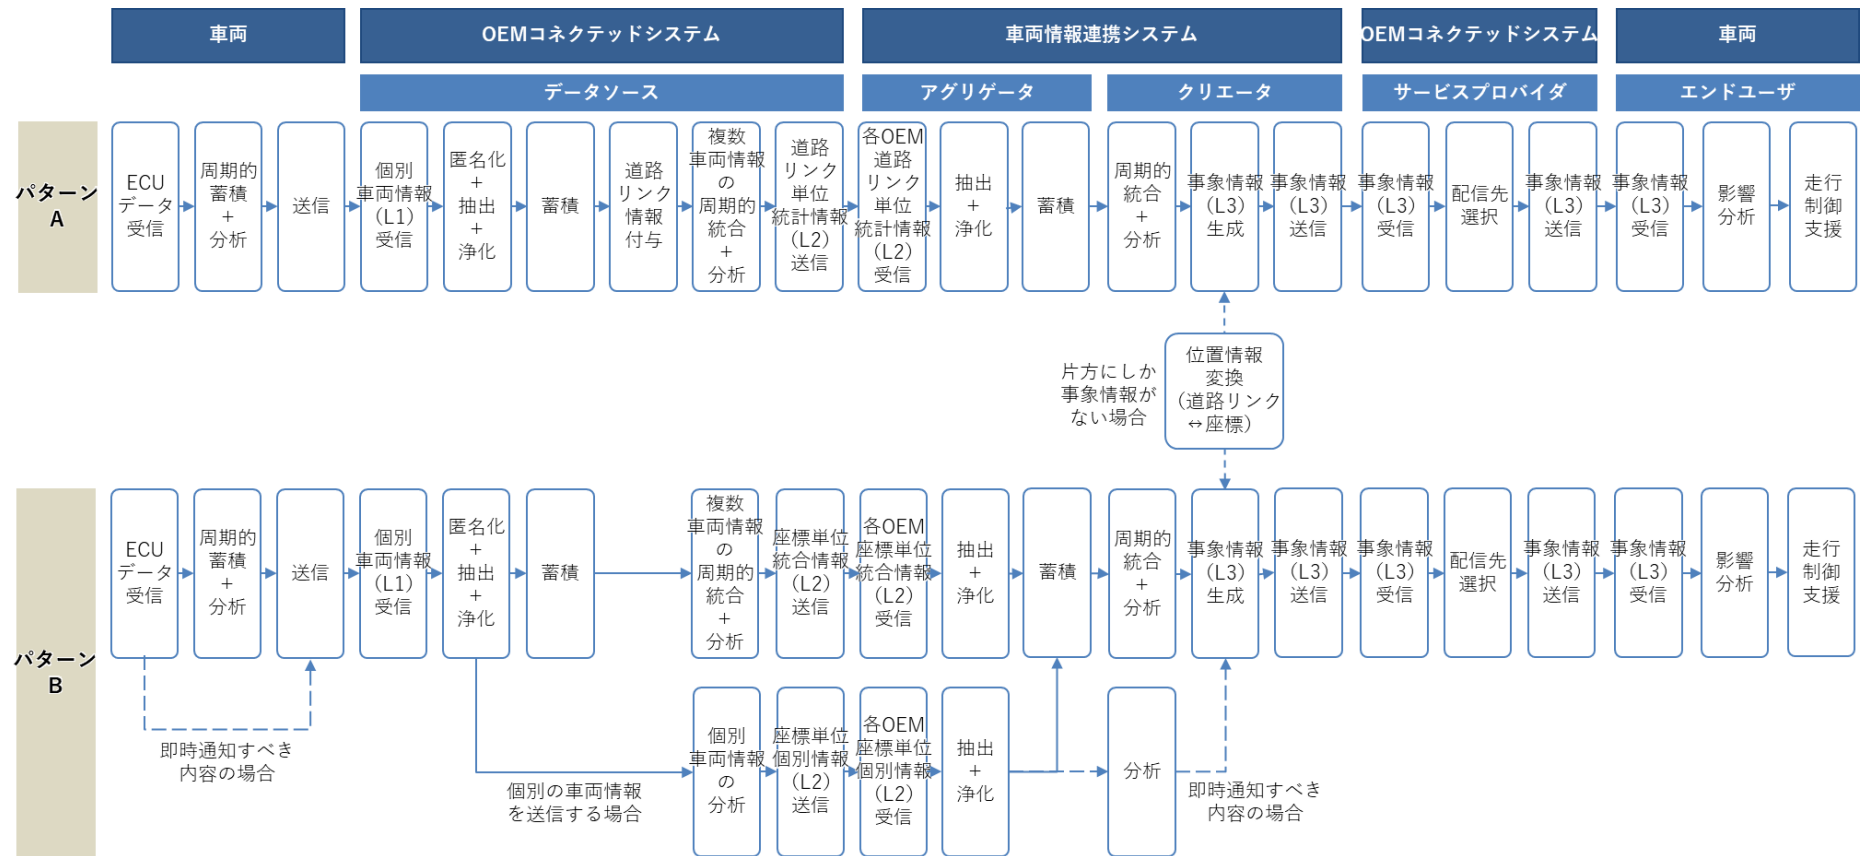 車両
OEMコネクテッドシステム
車両情報連携システム
OEMコネクテッドシステム
車両
データソース
アグリゲータ
クリエータ
サービスプロバイダ
エンドユーザ
パターン
A
ECU
データ
受信
周期的
蓄積
+
分析
送信
個別
車両情報
(L1)
受信
匿名化
+
抽出
+
浄化
蓄積
道路
リンク
情報
付与
複数
車両情報
の
周期的
統合
+
分析
道路
リンク
単位
統計情報
(L2)
送信
各OEM
道路
リンク
単位
統計情報
(L2)
受信
抽出
+
浄化
蓄積
周期的
統合
+
分析
事象情報
(L3)
生成
事象情報
(L3)
送信
事象情報
(L3)
受信
配信先
選択
事象情報
(L3)
送信
事象情報
(L3)
受信
影響
分析
走行
制御
支援
片方にしか
事象情報が
ない場合
位置情報
変換
(道路リンク
↔座標)
パターン
B
ECU
データ
受信
周期的
蓄積
+
分析
送信
個別
車両情報
(L1)
受信
匿名化
+
抽出
+
浄化
蓄積
複数
車両情報
の
周期的
統合
+
分析
座標単位
統合情報
(L2)
送信
各OEM
座標単位
統合情報
(L2)
受信
抽出
+
浄化
蓄積
周期的
統合
+
分析
事象情報
(L3)
生成
事象情報
(L3)
送信
事象情報
(L3)
受信
配信先
選択
事象情報
(L3)
送信
事象情報
(L3)
受信
影響
分析
走行
制御
支援
即時通知すべき
内容の場合
個別の車両情報
を送信する場合
個別
車両情報
の
分析
座標単位
個別情報
(L2)
送信
各OEM
座標単位
個別情報
(L2)
受信
抽出
+
浄化
分析
即時通知すべき
内容の場合